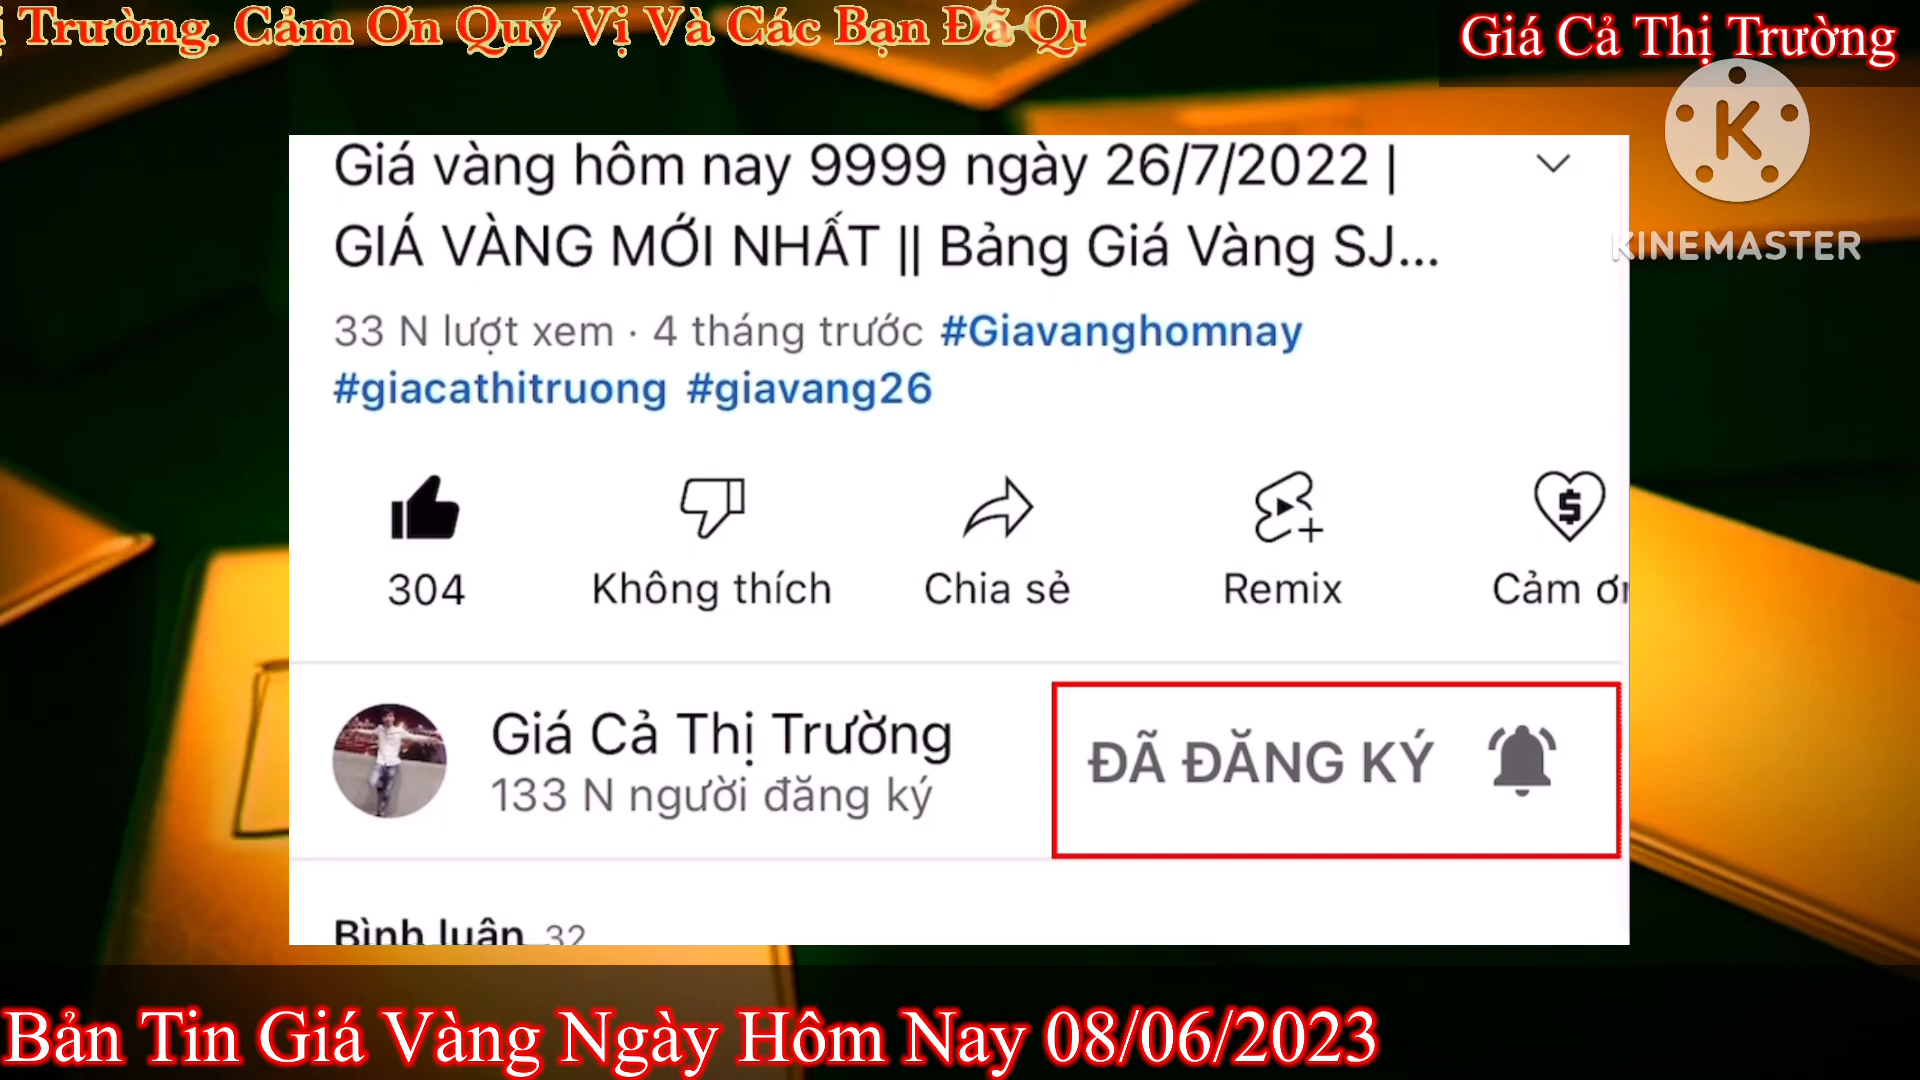 Trường. Cảm Ơn Quý Vị Và Các Bạn Đã Qu
Giá Cả Thị Trường
K
KINEMASTER
Giá vàng hôm nay 9999 ngày 26/7/2022 |
GIÁ VÀNG MỚI NHẤT || Bảng Giá Vàng SJ...
33 N lượt xem · 4 tháng trước #Giavanghomnay
#giacathitruong #giavang26
304 Không thích Chia sẻ Remix Cảm ơn
Giá Cả Thị Trường
133 N người đăng ký
ĐÃ ĐĂNG KÝ
Bình luận 32
Bản Tin Giá Vàng Ngày Hôm Nay 08/06/2023